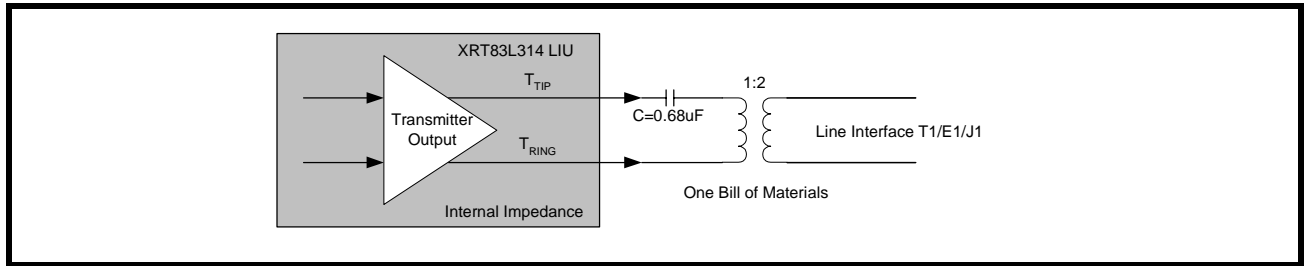 XRT83L314 LIU
TTIP
1:2
C=0.68uF
Transmitter
Output
Line Interface T1/E1/J1
TRING
One Bill of Materials
Internal Impedance